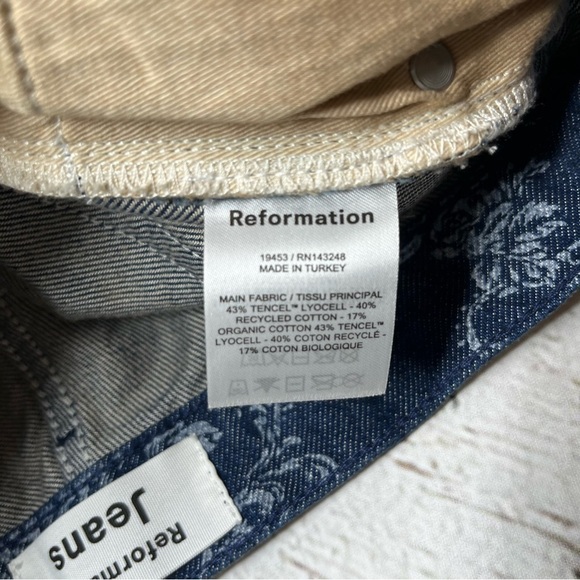 Reformation
19453 / RN143248
MADE IN TURKEY
MAIN FABRIC / TISSU PRINCIPAL
43% TENCEL™ LYOCELL - 40%
RECYCLED COTTON - 17%
ORGANIC COTTON 43% TENCEL™
LYOCELL - 40% COTON RECYCLÉ -
17% COTON BIOLOGIQUE
Reforma
Jeans